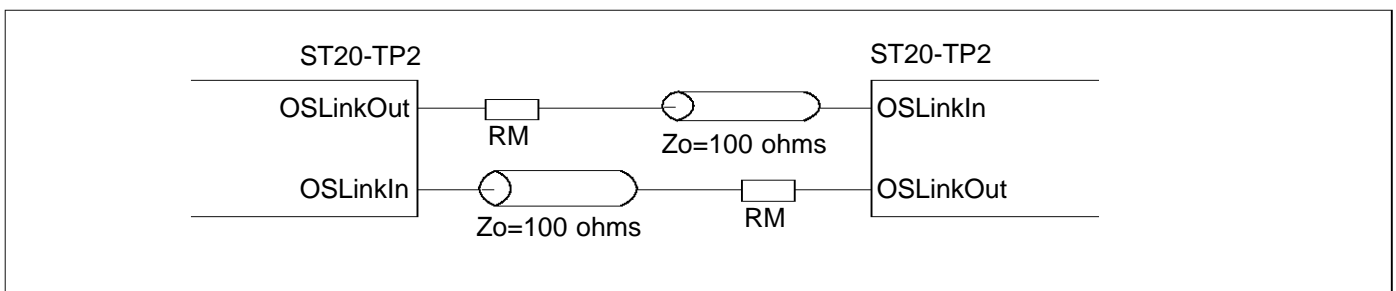 ST20-TP2
ST20-TP2
OSLinkOut
OSLinkIn
RM
Zo=100 ohms
OSLinkIn
OSLinkOut
Zo=100 ohms
RM